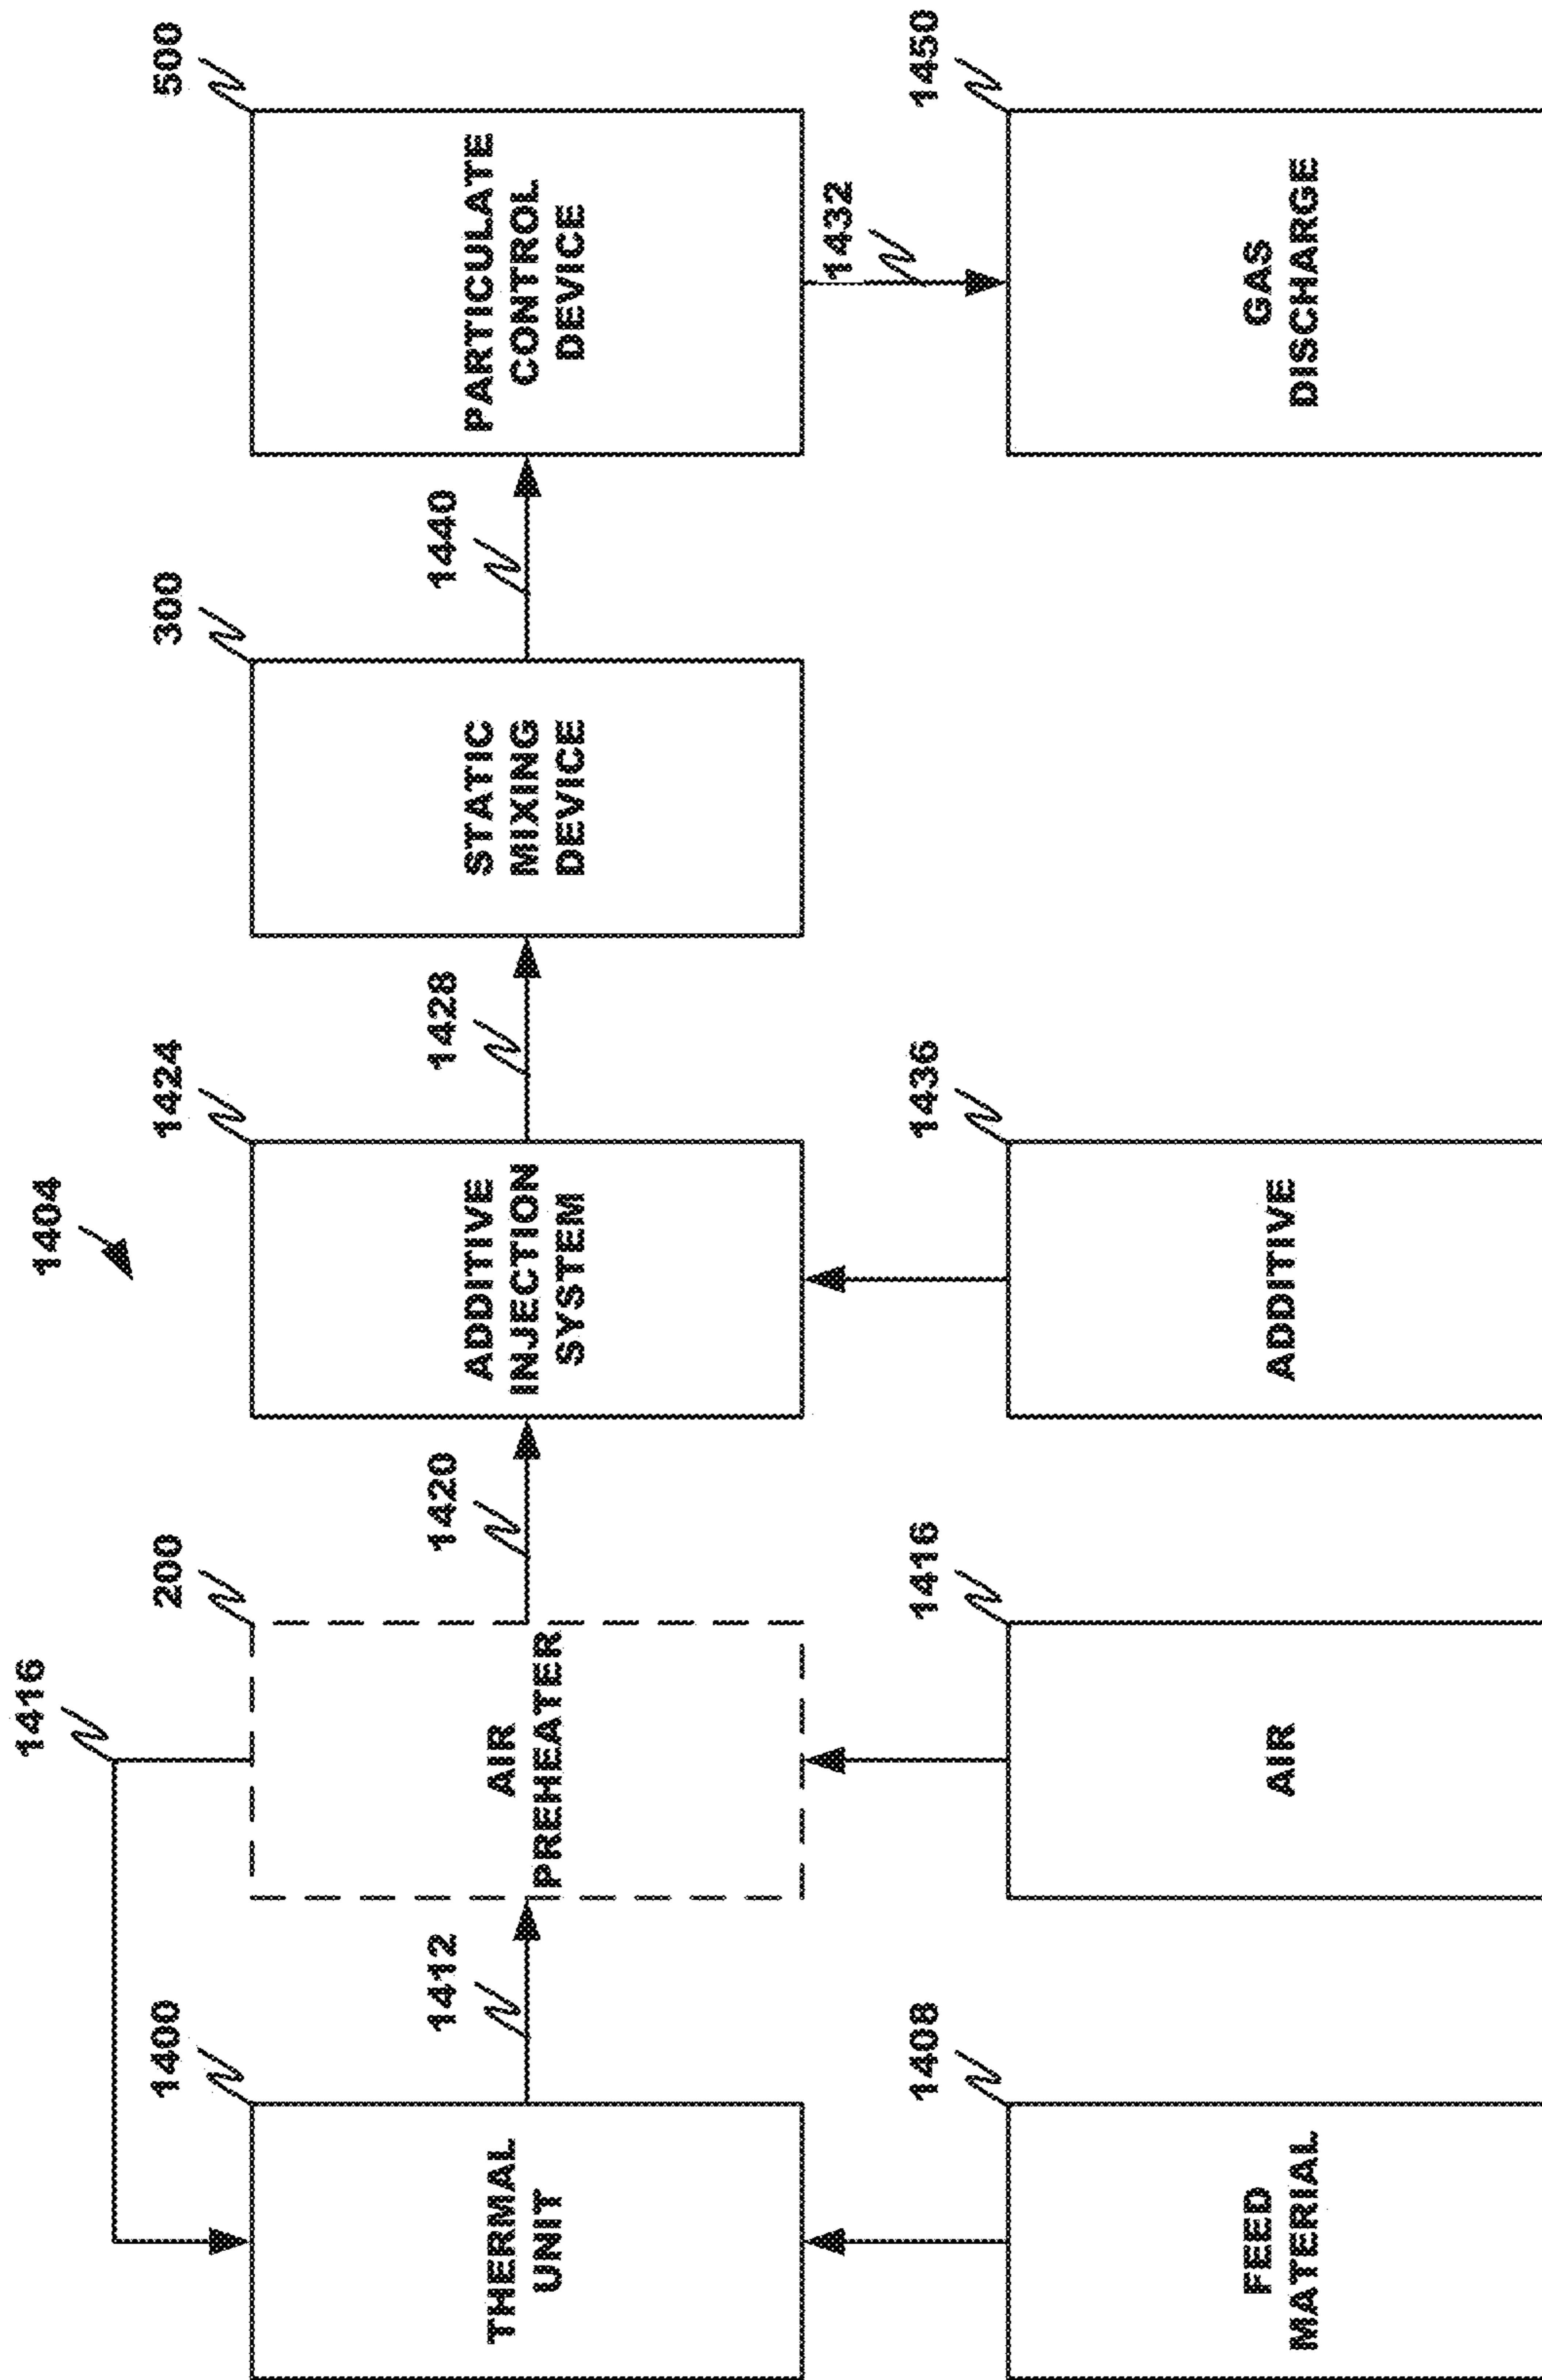 1404
1416
1400
THERMAL
UNIT
1412
200
AIR
PREHEATER
1420
1424
ADDITIVE
INJECTION
SYSTEM
1428
300
STATIC
MIXING
DEVICE
1440
500
PARTICULATE
CONTROL
DEVICE
1432
1408
FEED
MATERIAL
1416
AIR
1436
ADDITIVE
1450
GAS
DISCHARGE